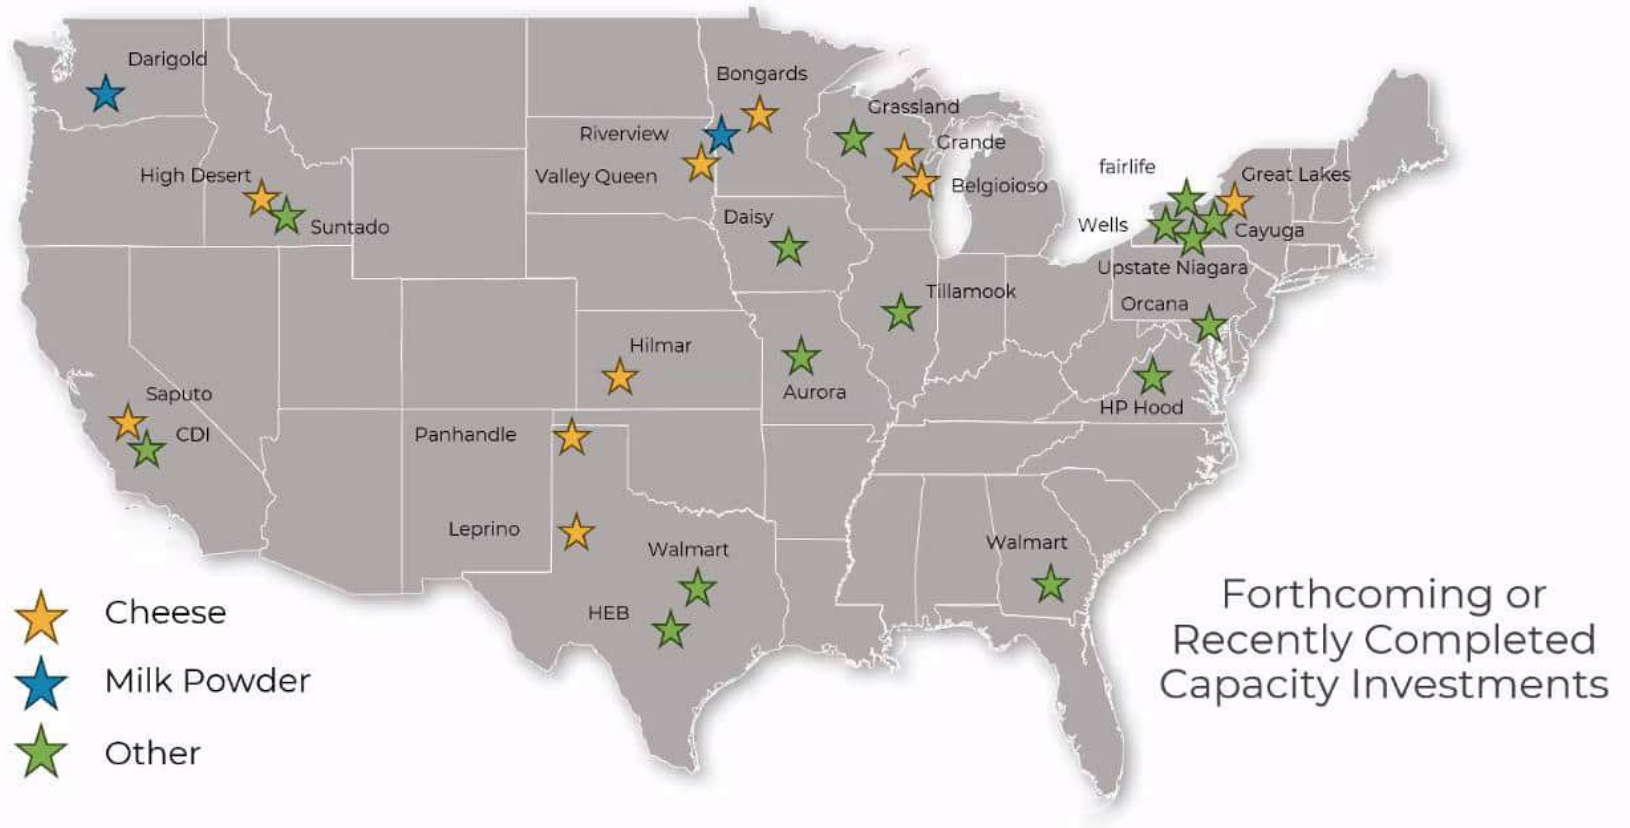 Darigold
Bongards
Grassland
Riverview
Grande
fairlife
Great Lakes
High Desert
Valley Queen
Belgioioso
Suntado
Daisy
Wells
Cayuga
Upstate Niagara
Tillamook
Orcana
Hilmar
Saputo
Aurora
HP Hood
CDI
Panhandle
Leprino
Walmart
Walmart
HEB
Cheese
Milk Powder
Other
Forthcoming or
Recently Completed
Capacity Investments